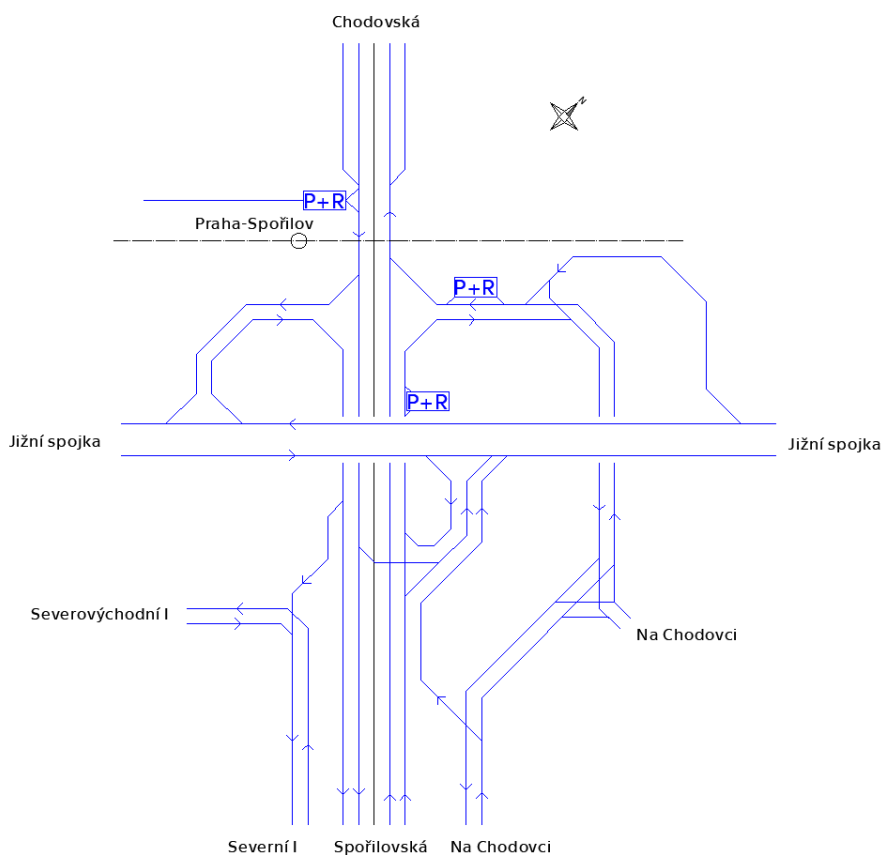 Chodovská
N
P+R
Praha-Spořilov
P+R
P+R
Jižní spojka
Jižní spojka
Severovýchodní I
Na Chodovci
Severní I
Spořilovská
Na Chodovci